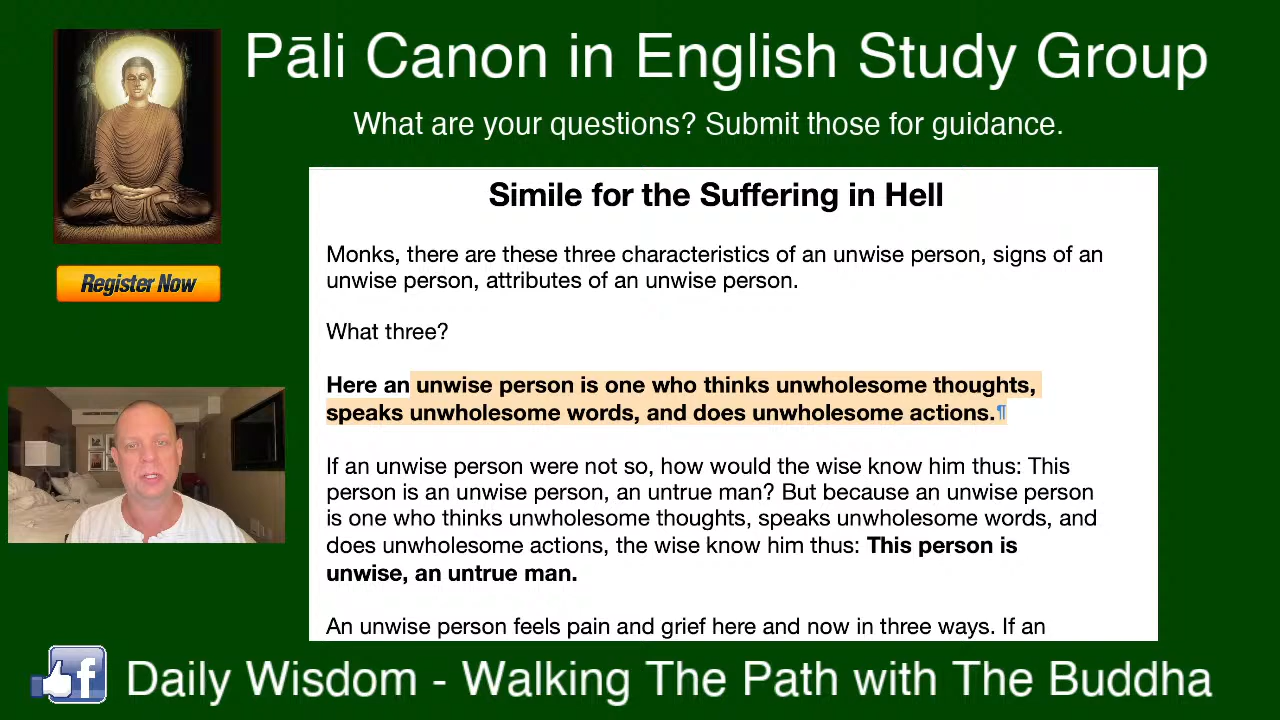 Pāli Canon in English Study Group
What are your questions? Submit those for guidance.
Register Now
Simile for the Suffering in Hell
Monks, there are these three characteristics of an unwise person, signs of an
unwise person, attributes of an unwise person.
What three?
Here an unwise person is one who thinks unwholesome thoughts,
speaks unwholesome words, and does unwholesome actions.¶
If an unwise person were not so, how would the wise know him thus: This
person is an unwise person, an untrue man? But because an unwise person
is one who thinks unwholesome thoughts, speaks unwholesome words, and
does unwholesome actions, the wise know him thus: This person is
unwise, an untrue man.
An unwise person feels pain and grief here and now in three ways. If an
f
Daily Wisdom - Walking The Path with The Buddha